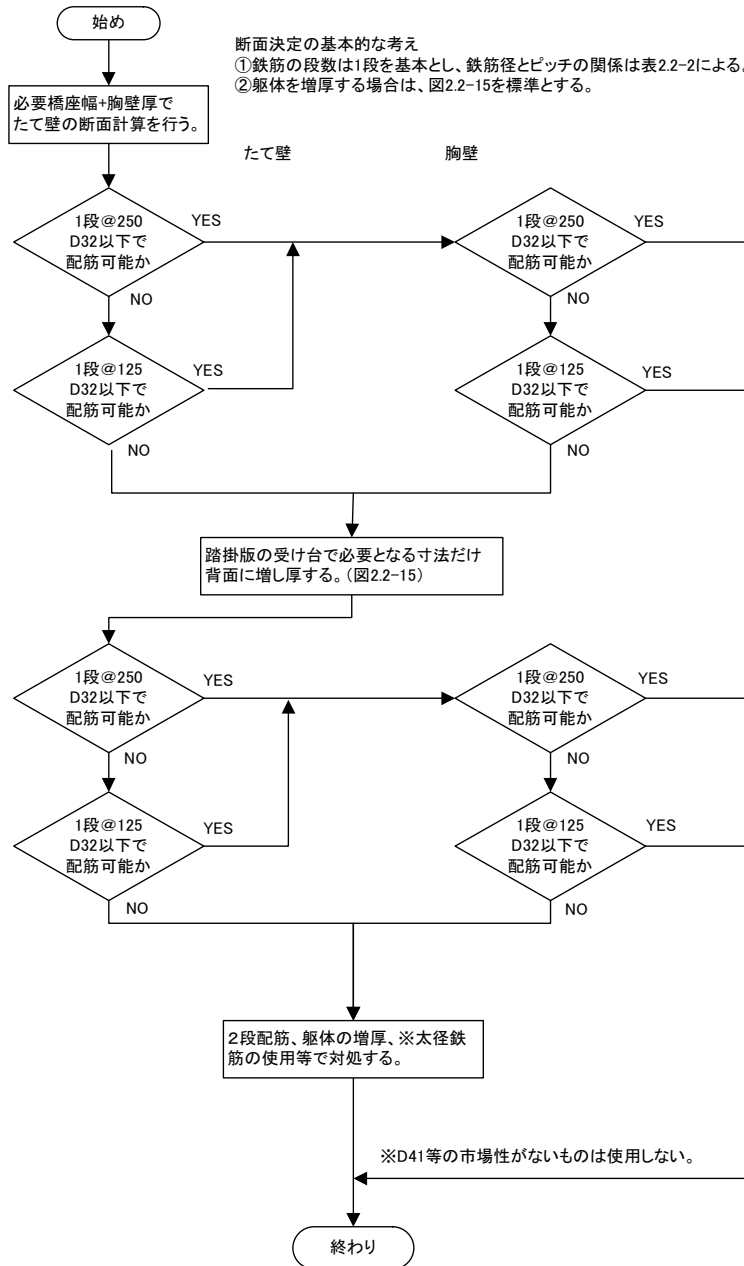 始め
断面決定の基本的な考え
①鉄筋の段数は1段を基本とし、鉄筋径とピッチの関係は表2.2-2による。
②躯体を増厚する場合は、図2.2-15を標準とする。
必要橋座幅+胸壁厚で
たて壁の断面計算を行う。
たて壁
胸壁
1段@250
D32以下で
配筋可能か
YES
NO
1段@250
D32以下で
配筋可能か
YES
NO
1段@125
D32以下で
配筋可能か
YES
NO
1段@125
D32以下で
配筋可能か
YES
NO
踏掛版の受け台で必要となる寸法だけ
背面に増し厚する。(図2.2-15)
1段@250
D32以下で
配筋可能か
YES
NO
1段@250
D32以下で
配筋可能か
YES
NO
1段@125
D32以下で
配筋可能か
YES
NO
1段@125
D32以下で
配筋可能か
YES
NO
２段配筋、躯体の増厚、※太径鉄
筋の使用等で対処する。
※D41等の市場性がないものは使用しない。
終わり